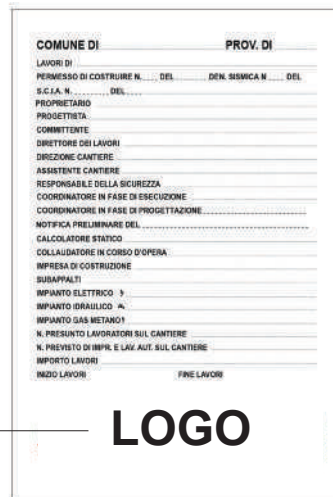 COMUNE DI PROV. DI
LAVORI DI
PERMESSO DI COSTRUIRE N. DEL DEN. SISMICA N DEL
S.C.I.A. N. DEL
PROPRIETARIO
PROGETTISTA
COMMITTENTE
DIRETTORE DEI LAVORI
DIREZIONE CANTIERE
ASSISTENTE CANTIERE
RESPONSABILE DELLA SICUREZZA
COORDINATORE IN FASE DI ESECUZIONE
COORDINATORE IN FASE DI PROGETTAZIONE
NOTIFICA PRELIMINARE DEL
CALCOLATORE STATICO
COLLAUDATORE IN CORSO D'OPERA
IMPRESA DI COSTRUZIONE
SUBAPPALTI
IMPIANTO ELETTRICO
IMPIANTO IDRAULICO
IMPIANTO GAS METANO
N. PRESUNTO LAVORATORI SUL CANTIERE
N. PREVISTO DI IMPR. E LAV. AUT. SUL CANTIERE
IMPORTO LAVORI
INIZIO LAVORI FINE LAVORI
LOGO